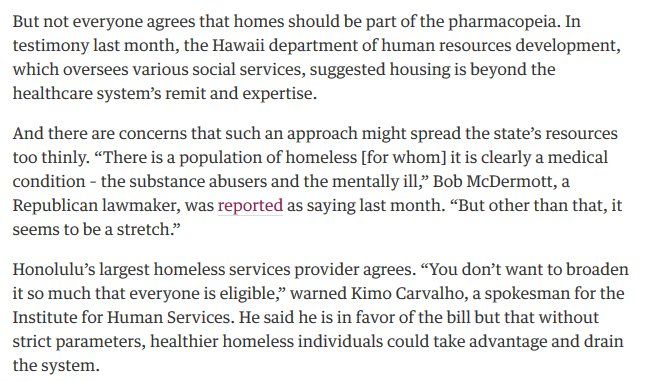 But not everyone agrees that homes should be part of the pharmacopeia. In
testimony last month, the Hawaii department of human resources development,
which oversees various social services, suggested housing is beyond the
healthcare system’s remit and expertise.
And there are concerns that such an approach might spread the state’s resources
too thinly. “There is a population of homeless [for whom] it is clearly a medical
condition – the substance abusers and the mentally ill,” Bob McDermott, a
Republican lawmaker, was reported as saying last month. “But other than that, it
seems to be a stretch.”
Honolulu’s largest homeless services provider agrees. “You don’t want to broaden
it so much that everyone is eligible,” warned Kimo Carvalho, a spokesman for the
Institute for Human Services. He said he is in favor of the bill but that without
strict parameters, healthier homeless individuals could take advantage and drain
the system.